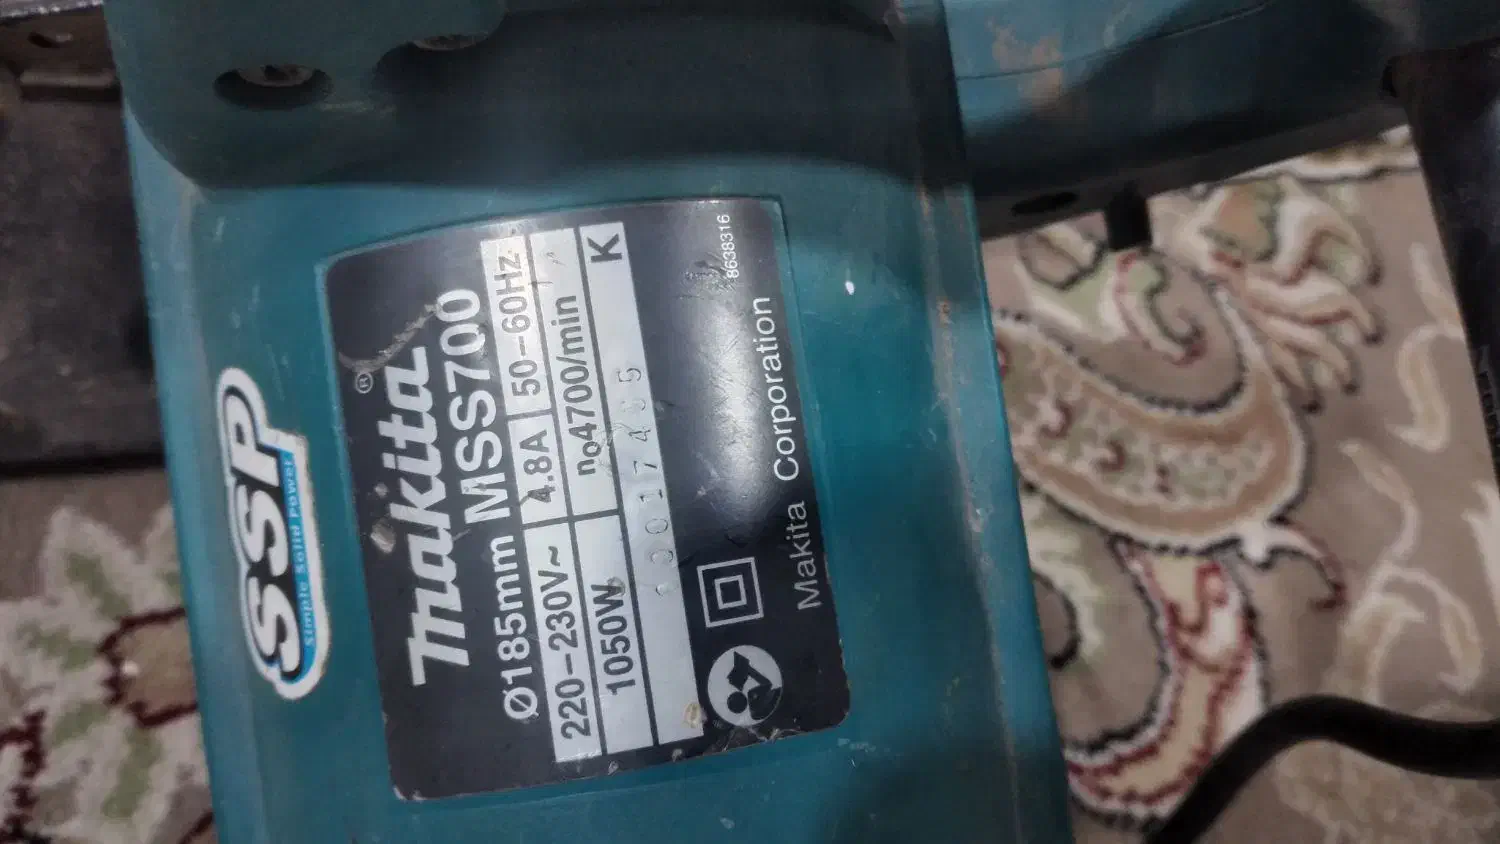 SSP
Simple Solid Power
makita®
Ø185mm MSS700
220–230V~ 4.8A 50–60Hz
1050W n₀4700/min
K
Makita Corporation
8638316